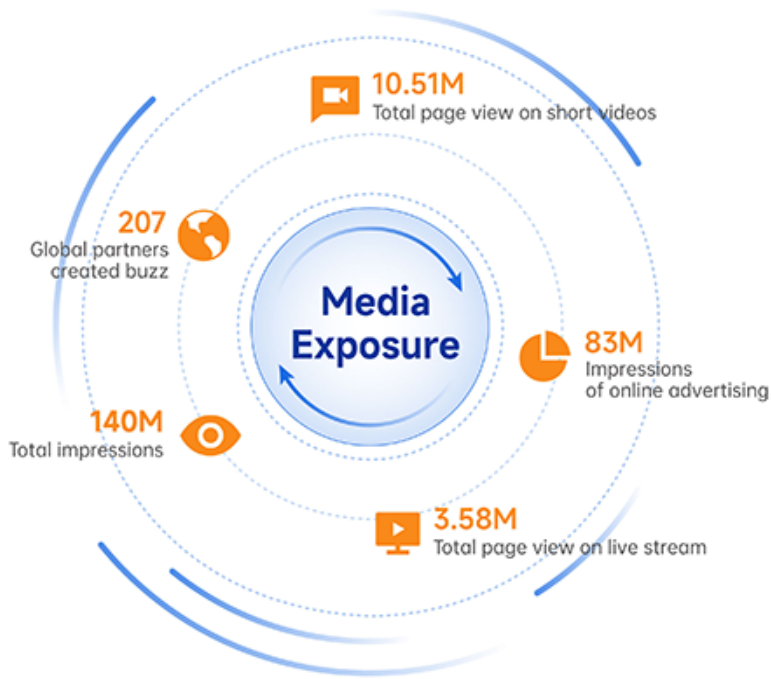 10.51M
Total page view on short videos
207
Global partners
created buzz
Media
Exposure
83M
Impressions
of online advertising
140M
Total impressions
3.58M
Total page view on live stream